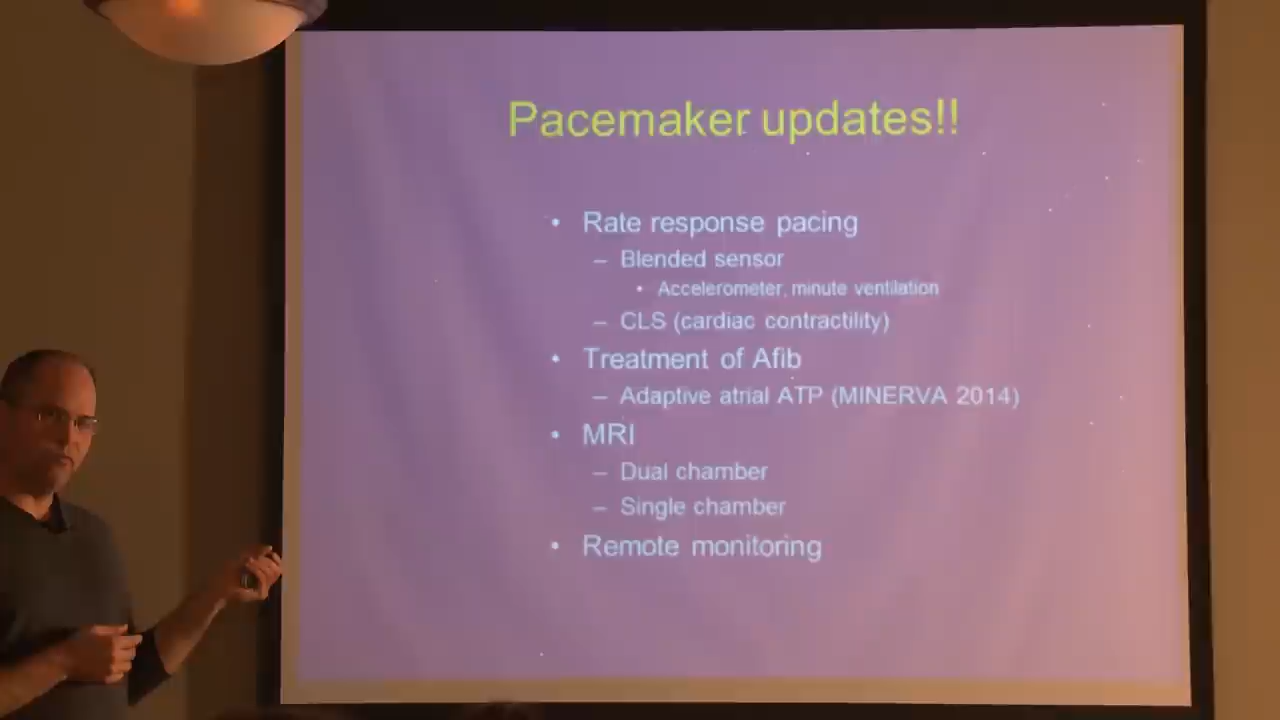 Pacemaker updates!!
• Rate response pacing
– Blended sensor
• Accelerometer, minute ventilation
– CLS (cardiac contractility)
• Treatment of Afib
– Adaptive atrial ATP (MINERVA 2014)
• MRI
– Dual chamber
– Single chamber
• Remote monitoring